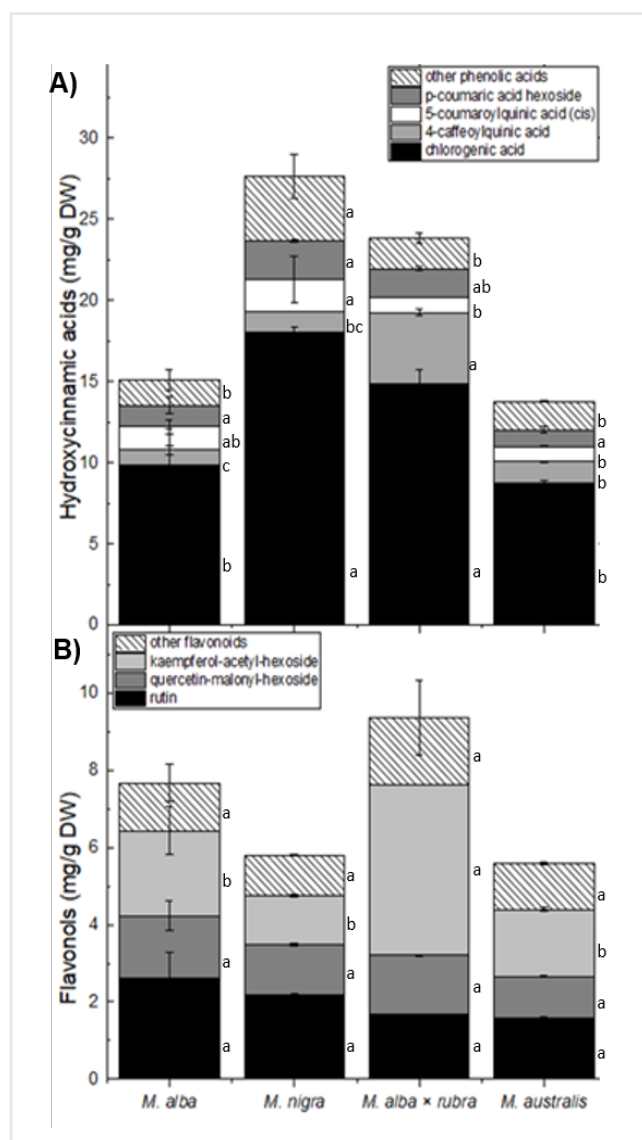 A)
other phenolic acids
p-coumaric acid hexoside
5-coumaroylquinic acid (cis)
4-caffeoylquinic acid
chlorogenic acid
Hydroxycinnamic acids (mg/g DW)
30
25
20
15
10
5
0
b
a
ab
c
b
a
a
a
bc
a
b
ab
b
a
a
b
a
b
b
b
B)
other flavonoids
kaempferol-acetyl-hexoside
quercetin-malonyl-hexoside
rutin
Flavonols (mg/g DW)
10
8
6
4
2
0
a
b
a
a
a
b
a
a
a
a
a
a
a
b
a
a
M. alba M. nigra M. alba × rubra M. australis